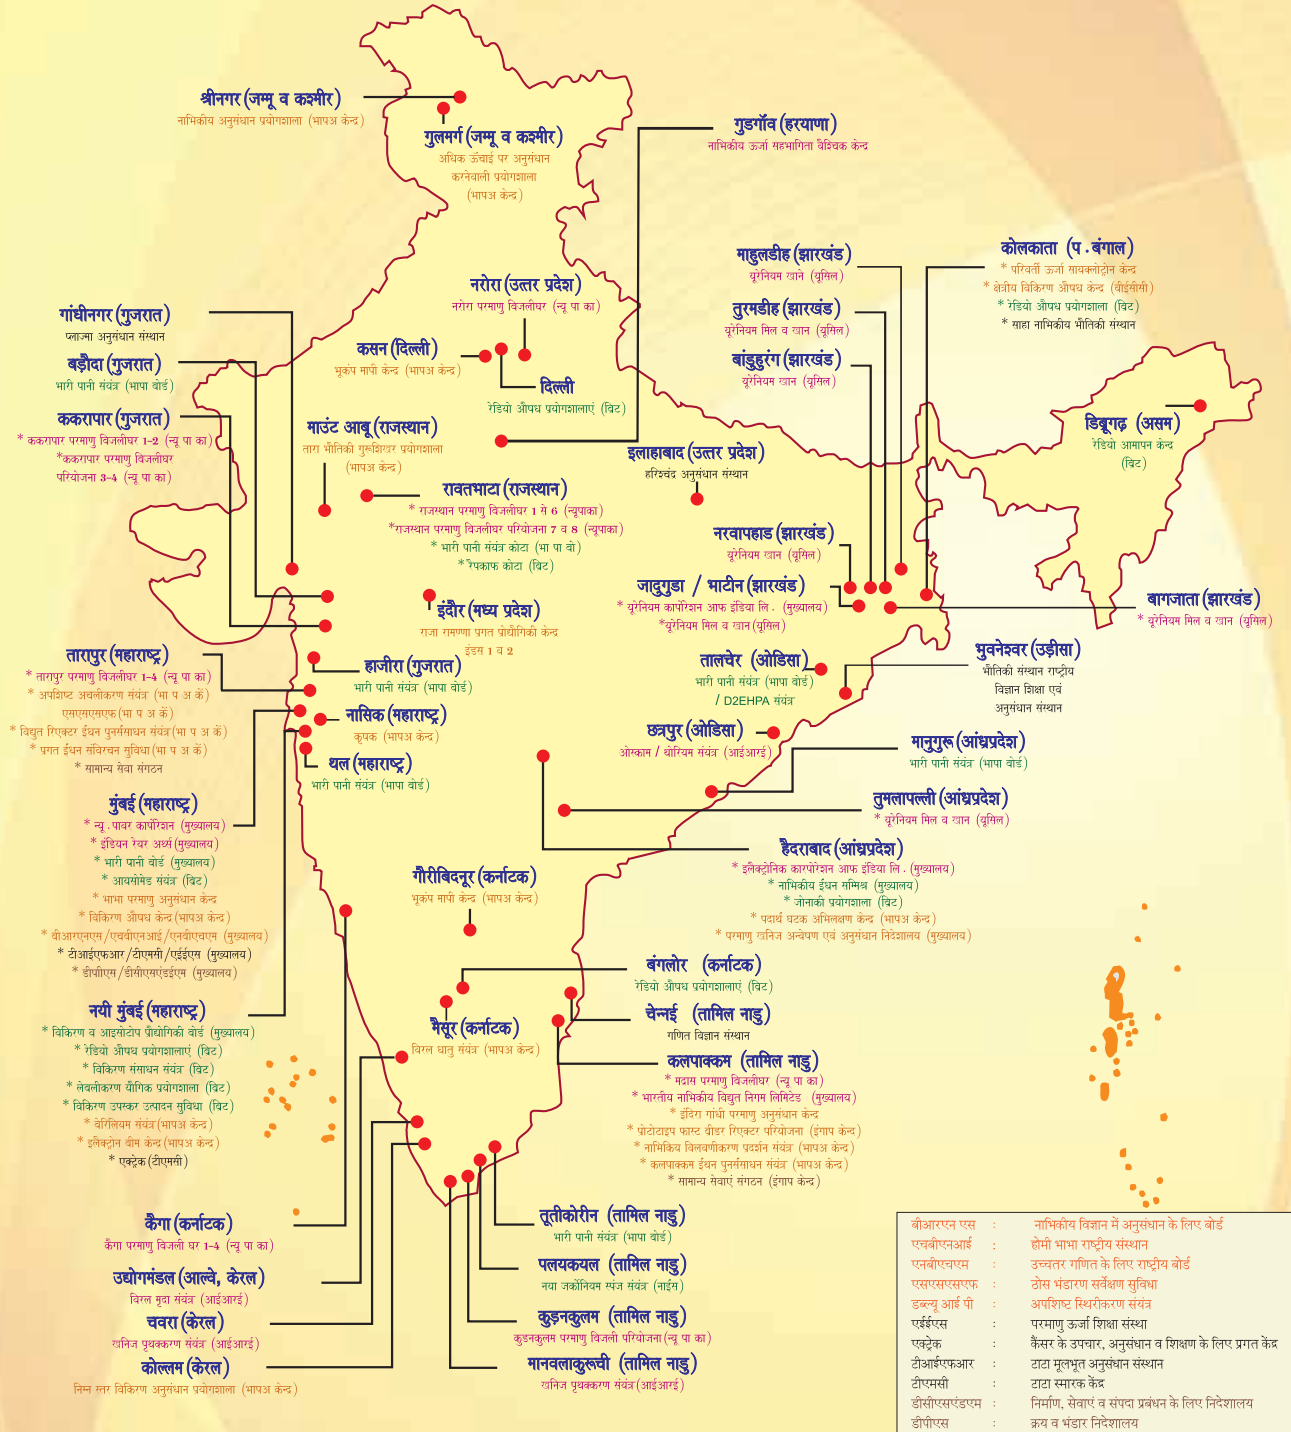 श्रीनगर (जम्मू व कश्मीर)
नाभिकीय अनुसंधान प्रयोगशाला (भापअ केन्द्र)
गुलमर्ग (जम्मू व कश्मीर)
अधिक ऊंचाई पर अनुसंधान
करनेवाली प्रयोगशाला
(भापअ केन्द्र)
गुडगॉंव (हरयाणा)
नाभिकीय ऊर्जा सहभागिता वैश्विक केन्द्र
माहुलडीह (झारखंड)
यूरेनियम खाने (यूसिल)
कोलकाता (प .बंगाल)
* परिवर्ती ऊर्जा सायक्लोट्रोन केन्द्र
* क्षेत्रीय विकिरण औषध केन्द्र (वीईसीसी)
* रेडियो औषध प्रयोगशाला (व्रिट)
* साहा नाभिकीय भौतिकी संस्थान
नरोरा (उत्तर प्रदेश)
नरोरा परमाणु बिजलीघर (न्यू पा का)
तुरमडीह (झारखंड)
यूरेनियम मिल व खान (यूसिल)
गांधीनगर (गुजरात)
प्लाज्मा अनुसंधान संस्थान
बड़ौदा (गुजरात)
भारी पानी संयंत्र (भापा बोर्ड)
कसन (दिल्ली)
भूकंप मापी केन्द्र (भापअ केन्द्र)
दिल्ली
रेडियो औषध प्रयोगशालाएं (व्रिट)
बांडुहुरंग (झारखंड)
यूरेनियम खान (यूसिल)
ककरापार (गुजरात)
* ककरापार परमाणु बिजलीघर 1-2 (न्यू पा का)
*ककरापार परमाणु बिजलीघर
परियोजना 3-4 (न्यू पा का)
माउंट आबू (राजस्थान)
तारा भौतिकी गुरूशिखर प्रयोगशाला
(भापअ केन्द्र)
डिब्रूगढ़ (असम)
रेडियो आमापन केन्द्र
(व्रिट)
इलाहाबाद (उत्तर प्रदेश)
हरिश्चंद्र अनुसंधान संस्थान
रावतभाटा (राजस्थान)
* राजस्थान परमाणु बिजलीघर 1 से 6 (न्यूपाका)
*राजस्थान परमाणु बिजलीघर परियोजना 7 व 8 (न्यूपाका)
* भारी पानी संयंत्र कोटा (भा पा बो)
* रैपकाफ कोटा (व्रिट)
नरवापहाड (झारखंड)
यूरेनियम खान (यूसिल)
जादुगुडा / भाटीन (झारखंड)
* यूरेनियम कार्पोरेशन आफ इंडिया लि . (मुख्यालय)
*यूरेनियम मिल व खान (यूसिल)
बागजाता (झारखंड)
* यूरेनियम मिल व खान (यूसिल)
इंदौर (मध्य प्रदेश)
राजा रामण्णा प्रगत प्रोद्यौगिकी केन्द्र
इंडस 1 व 2
तारापुर (महाराष्ट्र)
* तारापुर परमाणु बिजलीघर 1-4 (न्यू पा का)
* अपशिष्ट अचलीकरण संयंत्र (भा प अ कें)
एसएसएसएफ (भा प अ कें)
* विद्युत रिएक्टर ईंधन पुनर्ससाधन संयंत्र (भा प अ कें)
* प्रगत ईंधन संविरचन सुविधा (भा प अ कें)
* सामान्य सेवा संगठन
हाजीरा (गुजरात)
भारी पानी संयंत्र (भापा बोर्ड)
तालचेर (ओडिसा)
भारी पानी संयंत्र (भापा बोर्ड)
/ D2EHPA संयंत्र
भुवनेश्वर (उड़ीसा)
भौतिकी संस्थान राष्ट्रीय
विज्ञान शिक्षा एवं
अनुसंधान संस्थान
नासिक (महाराष्ट्र)
कृषक (भापअ केन्द्र)
छत्रपुर (ओडिसा)
ओस्काम / थोरियम संयंत्र (आईआरई)
मानुगुरू (आंध्रप्रदेश)
भारी पानी संयंत्र (भापा बोर्ड)
थल (महाराष्ट्र)
भारी पानी संयंत्र (भापा बोर्ड)
तुमलापल्ली (आंध्रप्रदेश)
* यूरेनियम मिल व खान (यूसिल)
मुंबई (महाराष्ट्र)
* न्यू . पावर कार्पोरेशन (मुख्यालय)
* इंडियन रेयर अर्थ्स (मुख्यालय)
* भारी पानी बोर्ड (मुख्यालय)
* आयसोमेड संयंत्र (व्रिट)
* भाभा परमाणु अनुसंधान केन्द्र
* विकिरण औषध केन्द्र (भापअ केन्द्र)
* बीआरएनएस/एचबीएनआई/एनबीएचएम (मुख्यालय)
* टीआईएफआर/टीएमसी/एईईएस (मुख्यालय)
* डीपीएस/डीसीएसएंडईएम (मुख्यालय)
हैदराबाद (आंध्रप्रदेश)
* इलैक्ट्रोनिक कारपोरेशन आफ इंडिया लि . (मुख्यालय)
* नाभिकीय ईंधन सम्मिश्र (मुख्यालय)
* जोनाकी प्रयोगशाला (व्रिट)
* पदार्थ घटक अभिलक्षण केन्द्र (भापअ केन्द्र)
* परमाणु खनिज अन्वेषण एवं अनुसंधान निदेशालय (मुख्यालय)
गौरीबिदनूर (कर्नाटक)
भूकंप मापी केन्द्र (भापअ केन्द्र)
बंगलोर (कर्नाटक)
रेडियो औषध प्रयोगशालाएं (व्रिट)
नयी मुंबई (महाराष्ट्र)
* विकिरण व आइसोटोप प्रौद्योगिकी बोर्ड (मुख्यालय)
* रेडियो औषध प्रयोगशालाएं (व्रिट)
* विकिरण संसाधन संयंत्र (व्रिट)
* लेबलीकरण यौगिक प्रयोगशाला (व्रिट)
* विकिरण उपस्कर उत्पादन सुविधा (व्रिट)
* बेरिलियम संयंत्र (भापअ केन्द्र)
* इलैक्ट्रोन बीम केन्द्र (भापअ केन्द्र)
* एक्ट्रेक (टीएमसी)
मैसूर (कर्नाटक)
विरल धातु संयंत्र (भापअ केन्द्र)
चेन्नई (तामिल नाडु)
गणित विज्ञान संस्थान
कलपाक्कम (तामिल नाडु)
* मद्रास परमाणु बिजलीघर (न्यू पा का)
* भारतीय नाभिकीय विद्युत निगम लिमिटेड (मुख्यालय)
* इंदिरा गांधी परमाणु अनुसंधान केन्द्र
* प्रोटोटाइप फास्ट ब्रीडर रिएक्टर परियोजना (इंगाप केन्द्र)
* नाभिकिय विलवणीकरण प्रदर्शन संयंत्र (भापअ केन्द्र)
* कलपाक्कम ईंधन पुनर्ससाधन संयंत्र (भापअ केन्द्र)
* सामान्य सेवाएं संगठन (इंगाप केन्द्र)
कैगा (कर्नाटक)
कैगा परमाणु बिजली घर 1-4 (न्यू पा का)
उद्योगमंडल (आल्वे, केरल)
विरल मृदा संयंत्र (आईआरई)
चवरा (केरल)
खनिज पृथक्करण संयंत्र (आईआरई)
कोल्लम (केरल)
निम्न स्तर विकिरण अनुसंधान प्रयोगशाला (भापअ केन्द्र)
तूतीकोरीन (तामिल नाडु)
भारी पानी संयंत्र (भापा बोर्ड)
पलयकयल (तामिल नाडु)
नया जर्कोनियम स्पंज संयंत्र (नाईस)
कुड़नकुलम (तामिल नाडु)
कुडनकुलम परमाणु बिजली परियोजना (न्यू पा का)
मानवलाकुरूची (तामिल नाडु)
खनिज पृथक्करण संयंत्र (आईआरई)
बीआरएन एस : नाभिकीय विज्ञान में अनुसंधान के लिए बोर्ड
एचबीएनआई : होमी भाभा राष्ट्रीय संस्थान
एनबीएचएम : उच्चतर गणित के लिए राष्ट्रीय बोर्ड
एसएसएसएफ : ठोस भंडारण सर्वेक्षण सुविधा
डब्ल्यू आई पी : अपशिष्ट स्थिरीकरण संयंत्र
एईईएस : परमाणु ऊर्जा शिक्षा संस्था
एक्ट्रेक : कैंसर के उपचार, अनुसंधान व शिक्षण के लिए प्रगत केंद्र
टीआईएफआर : टाटा मूलभूत अनुसंधान संस्थान
टीएमसी : टाटा स्मारक केंद्र
डीसीएसएंडएम : निर्माण, सेवाएं व संपदा प्रबंधन के लिए निदेशालय
डीपीएस : क्रय व भंडार निदेशालय